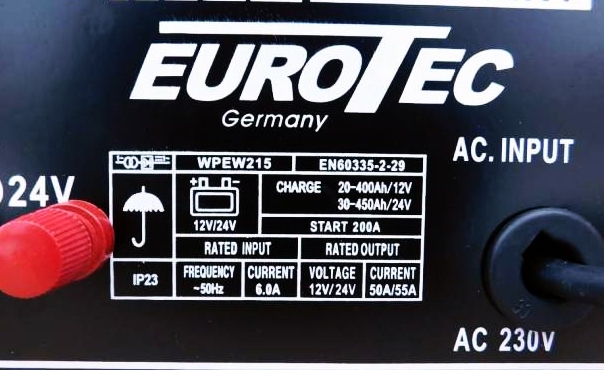 EUROTEC
Germany
AC. INPUT
24V
WPEW215 EN60335-2-29
CHARGE 20-400Ah/12V
30-450Ah/24V
12V/24V START 200A
RATED INPUT RATED OUTPUT
IP23 FREQUENCY CURRENT VOLTAGE CURRENT
~50Hz 6.0A 12V/24V 50A/55A
AC 230V